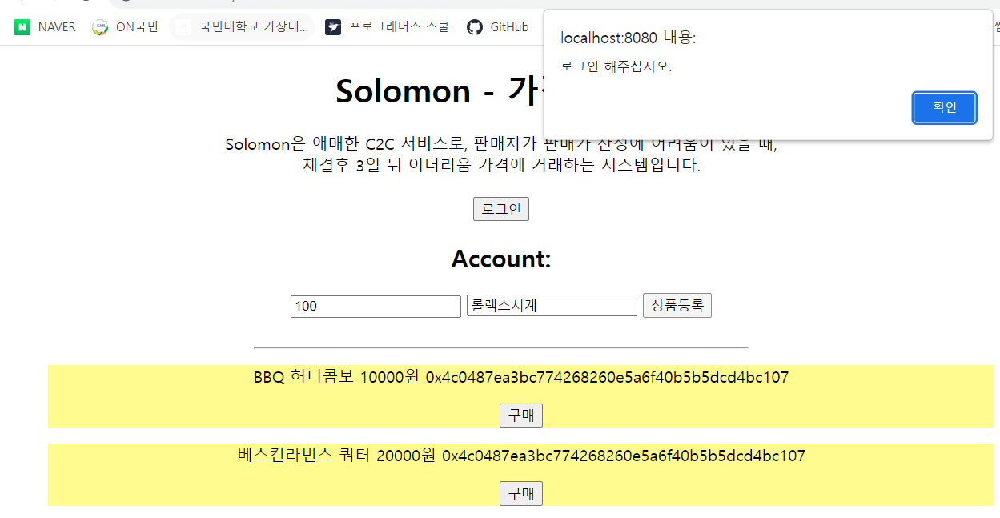 NAVER ON국민 국민대학교 가상대... 프로그래머스 스쿨 GitHub
localhost:8080 내용:
로그인 해주십시오.
확인
Solomon - 가
Solomon은 애매한 C2C 서비스로, 판매자가 판매가 산정에 어려움이 있을 때,
체결후 3일 뒤 이더리움 가격에 거래하는 시스템입니다.
로그인
Account:
100 롤렉스시계 상품등록
BBQ 허니콤보 10000원 0x4c0487ea3bc774268260e5a6f40b5b5dcd4bc107
구매
베스킨라빈스 쿼터 20000원 0x4c0487ea3bc774268260e5a6f40b5b5dcd4bc107
구매